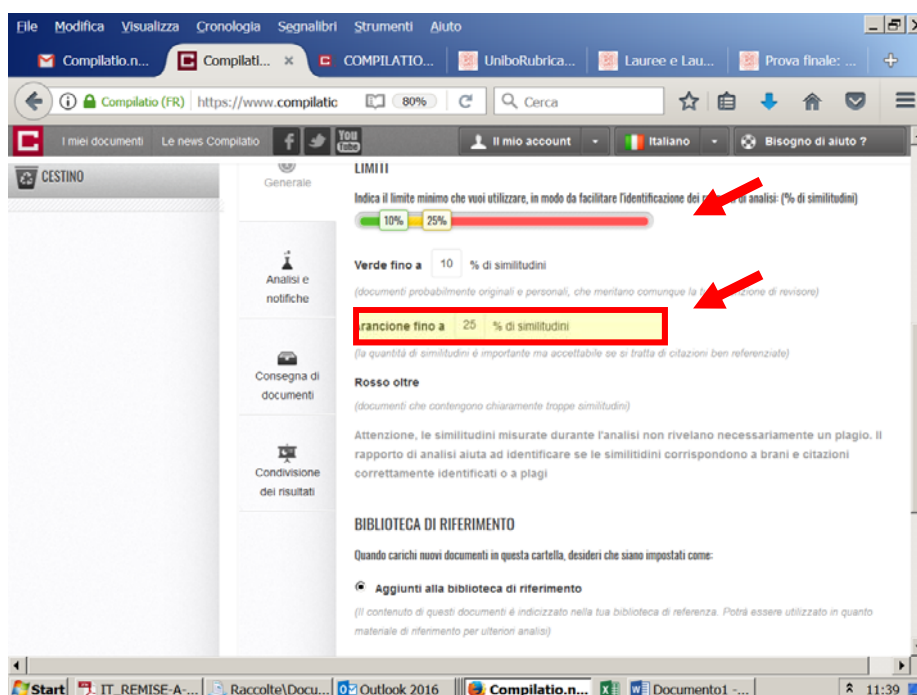 File Modifica Visualizza Cronologia Segnalibri Strumenti Aiuto
Compilatio.n... Compilati... × COMPILATIO... UniboRubrica... Lauree e Lau... Prova finale: ...
Compilatio (FR) https://www.compilatic 80% Cerca
I miei documenti Le news Compilatio You Tube Il mio account Italiano Bisogno di aiuto ?
CESTINO
Generale
LIMITI
Indica il limite minimo che vuoi utilizzare, in modo da facilitare l'identificazione dei di analisi: (% di similitudini)
10% 25%
Analisi e
notifiche
Verde fino a 10 % di similitudini
(documenti probabilmente originali e personali, che meritano comunque la di revisore)
rancione fino a 25 % di similitudini
(la quantità di similitudini è importante ma accettabile se si tratta di citazioni ben referenziate)
Consegna di
documenti
Rosso oltre
(documenti che contengono chiaramente troppe similitudini)
Attenzione, le similitudini misurate durante l'analisi non rivelano necessariamente un plagio. Il
rapporto di analisi aiuta ad identificare se le similitidini corrispondono a brani e citazioni
correttamente identificati o a plagi
Condivisione
dei risultati
BIBLIOTECA DI RIFERIMENTO
Quando carichi nuovi documenti in questa cartella, desideri che siano impostati come:
Aggiunti alla biblioteca di riferimento
(Il contenuto di questi documenti è indicizzato nella tua biblioteca di referenza. Potrà essere utilizzato in quanto
materiale di riferimento per ulteriori analisi)
Start IT_REMISE-A-... Raccolte\Docu... Outlook 2016 Compilatio.n... Documento1 -... 11:39